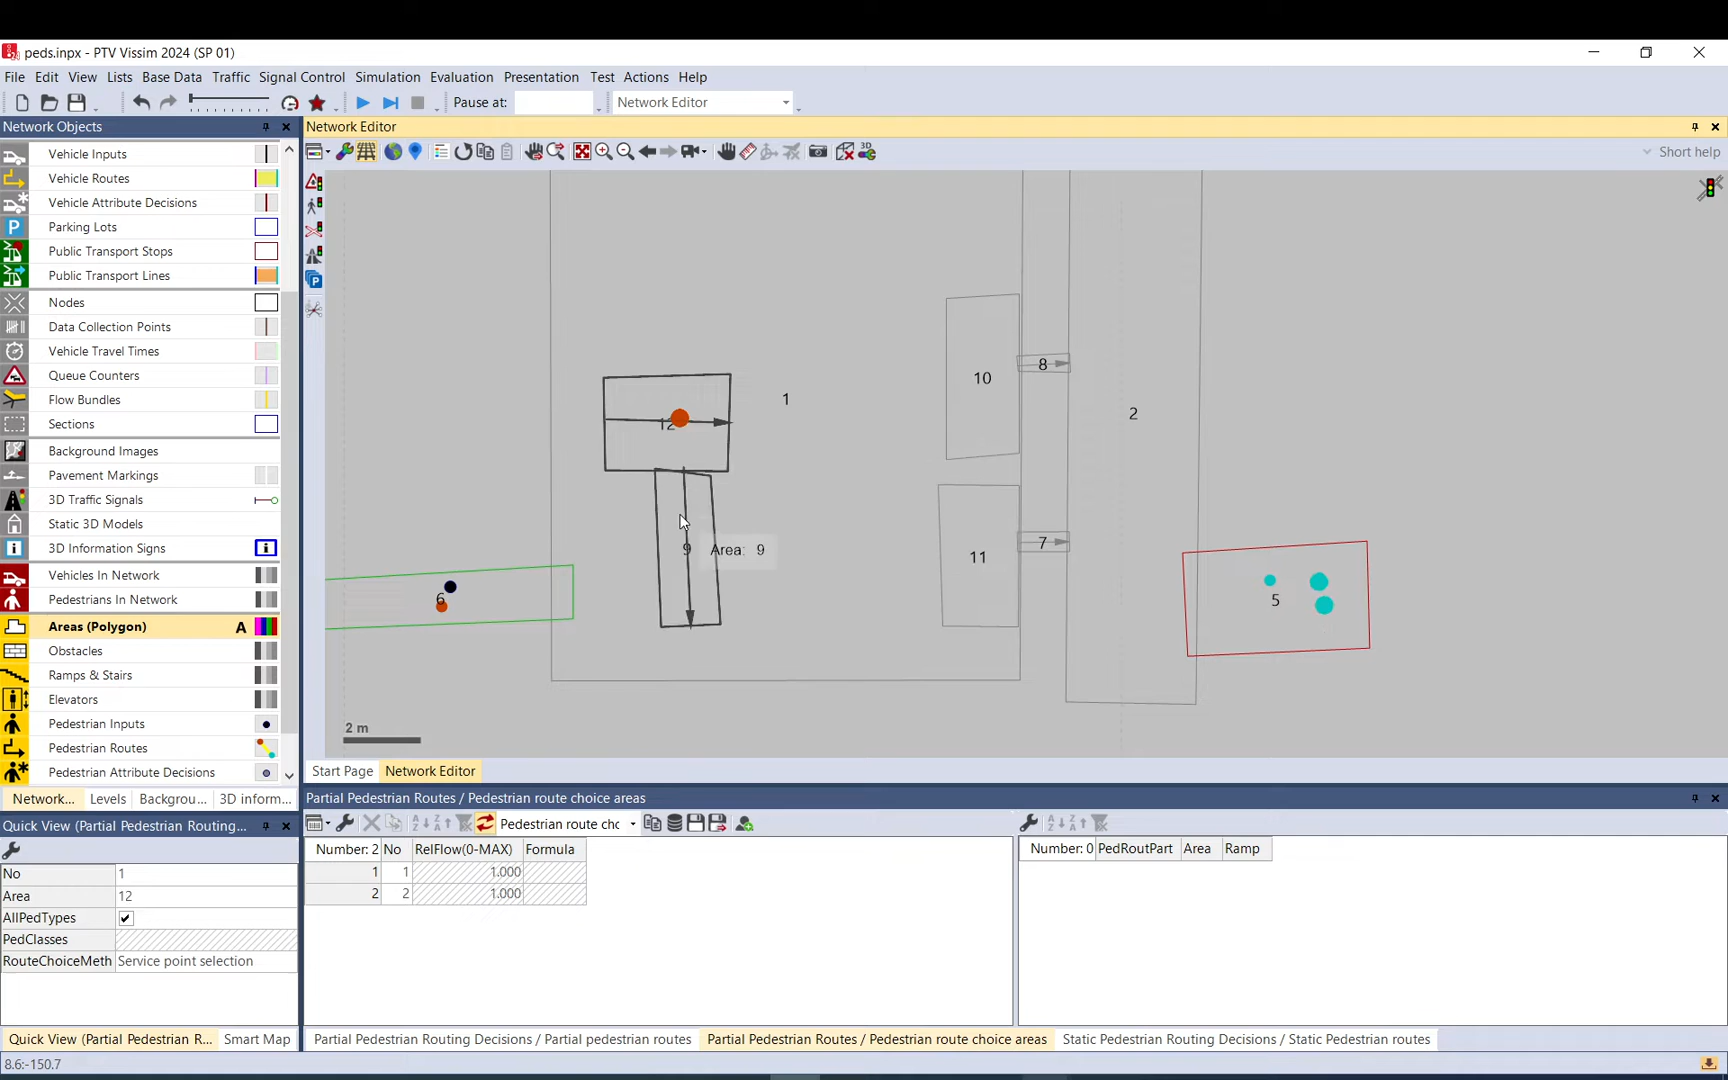 peds.inpx - PTV Vissim 2024 (SP 01)
File Edit View Lists Base Data Traffic Signal Control Simulation Evaluation Presentation Test Actions Help
Pause at: Network Editor
Network Objects
Network Editor
Short help
Vehicle Inputs
Vehicle Routes
Vehicle Attribute Decisions
Parking Lots
Public Transport Stops
Public Transport Lines
Nodes
Data Collection Points
Vehicle Travel Times
Queue Counters
Flow Bundles
Sections
Background Images
Pavement Markings
3D Traffic Signals
Static 3D Models
3D Information Signs
Vehicles In Network
Pedestrians In Network
Areas (Polygon) A
Obstacles
Ramps & Stairs
Elevators
Pedestrian Inputs
Pedestrian Routes
Pedestrian Attribute Decisions
Network... Levels Backgrou... 3D inform...
8
10
1
2
12
7
9 Area: 9
11
6
5
2 m
Start Page Network Editor
Quick View (Partial Pedestrian Routing...
No 1
Area 12
AllPedTypes
PedClasses
RouteChoiceMeth Service point selection
Quick View (Partial Pedestrian R... Smart Map
Partial Pedestrian Routes / Pedestrian route choice areas
Pedestrian route chc
Number: 2 No RelFlow(0-MAX) Formula
1 1 1.000
2 2 1.000
Number: 0 PedRoutPart Area Ramp
Partial Pedestrian Routing Decisions / Partial pedestrian routes Partial Pedestrian Routes / Pedestrian route choice areas Static Pedestrian Routing Decisions / Static Pedestrian routes
8.6:-150.7